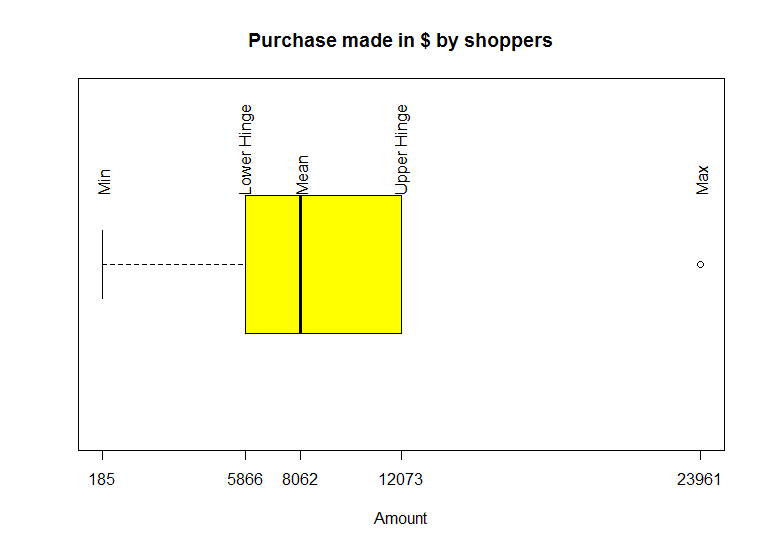 Purchase made in $ by shoppers
Min
Lower Hinge
Mean
Upper Hinge
Max
185 5866 8062 12073 23961
Amount